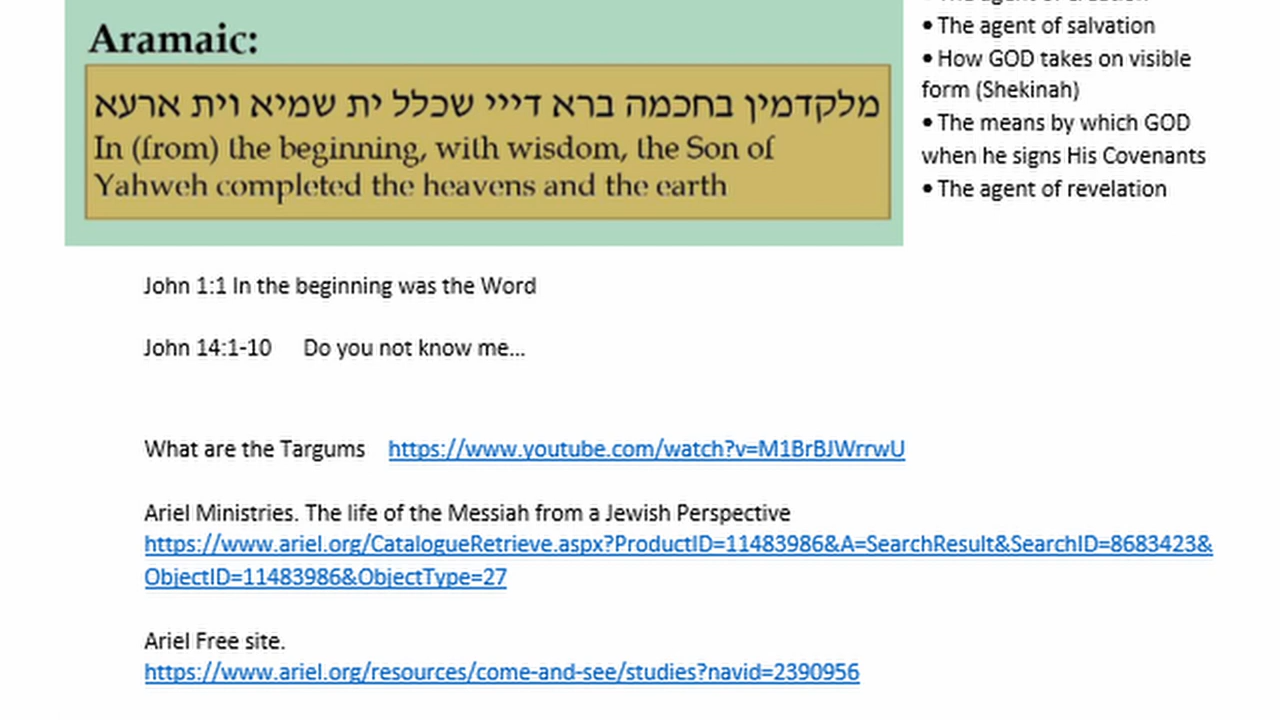 Aramaic:
מלקדמין בחכמה ברא דייי שכלל ית שמיא וית ארעא
In (from) the beginning, with wisdom, the Son of
Yahweh completed the heavens and the earth
• The agent of salvation
• How GOD takes on visible
form (Shekinah)
• The means by which GOD
when he signs His Covenants
• The agent of revelation
John 1:1 In the beginning was the Word
John 14:1-10 Do you not know me...
What are the Targums https://www.youtube.com/watch?v=M1BrBJWrrwU
Ariel Ministries. The life of the Messiah from a Jewish Perspective
https://www.ariel.org/CatalogueRetrieve.aspx?ProductID=11483986&A=SearchResult&SearchID=8683423&
ObjectID=11483986&ObjectType=27
Ariel Free site.
https://www.ariel.org/resources/come-and-see/studies?navid=2390956